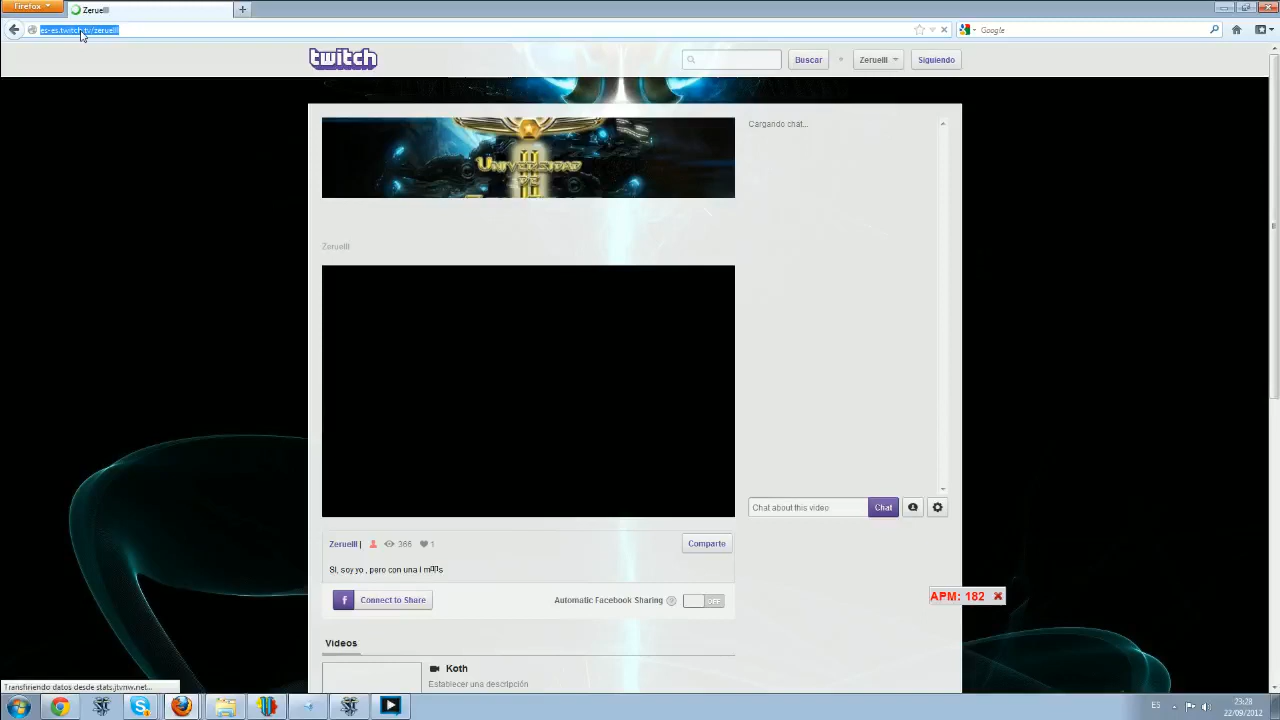 Firefox
Zeruelll
es-es.twitch.tv/zeruelll
Google
twitch
Buscar
Zeruelll
Siguiendo
UNIVERSIDAD
DE
Cargando chat...
Zeruelll
Chat about this video
Chat
Zeruelll |
366
1
Comparte
Si, soy yo , pero con una l
Connect to Share
Automatic Facebook Sharing
OFF
APM: 182
Videos
Koth
Establecer una descripción
Transfiriendo datos desde stats.jtvnw.net...
ES
23:28
22/09/2012